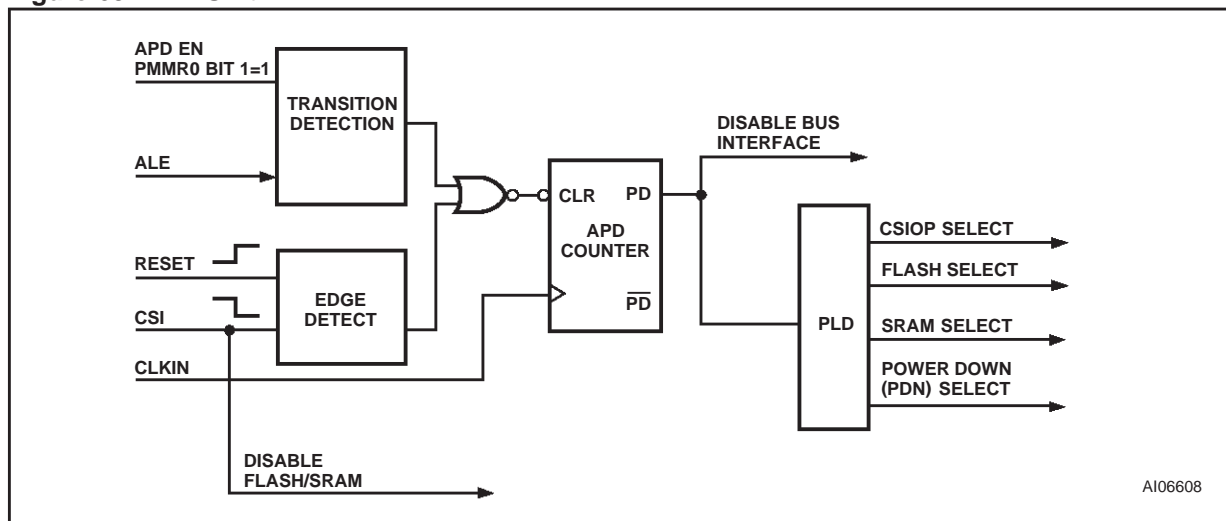 APD EN
PMMR0 BIT 1=1
TRANSITION
DETECTION
ALE
RESET
CSI
CLKIN
EDGE
DETECT
CLR
PD
APD
COUNTER
PD
DISABLE BUS
INTERFACE
PLD
CSIOP SELECT
FLASH SELECT
SRAM SELECT
POWER DOWN
(PDN) SELECT
DISABLE
FLASH/SRAM
AI06608